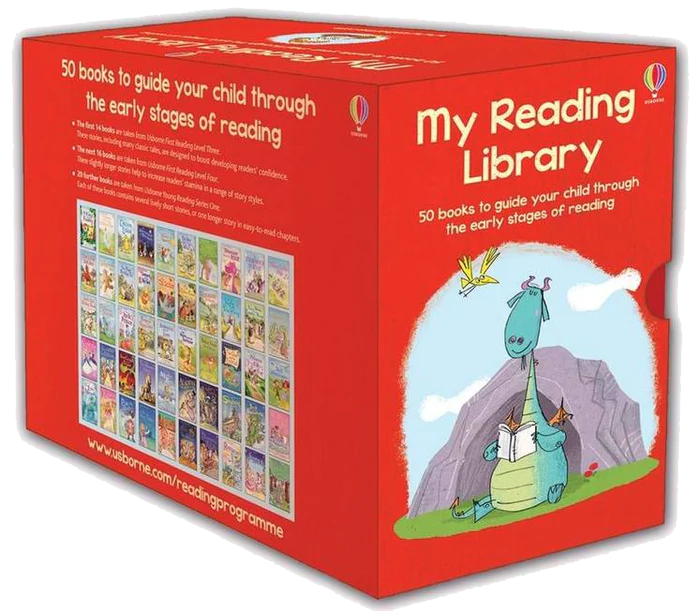 My Reading Library
50 books to guide your child through
the early stages of reading
• The first 14 books are taken from Usborne First Reading Level Three.
These stories, including many classic tales, are designed to boost developing readers' confidence.
• The next 16 books are taken from Usborne First Reading Level Four.
These slightly longer stories help to increase readers' stamina in a range of story styles.
• 20 further books are taken from Usborne Young Reading Series One.
Each of these books contains several lively short stories, or one longer story in easy-to-read chapters.
www.usborne.com/readingprogramme
USBORNE
My Reading
Library
50 books to guide your child through
the early stages of reading
USBORNE